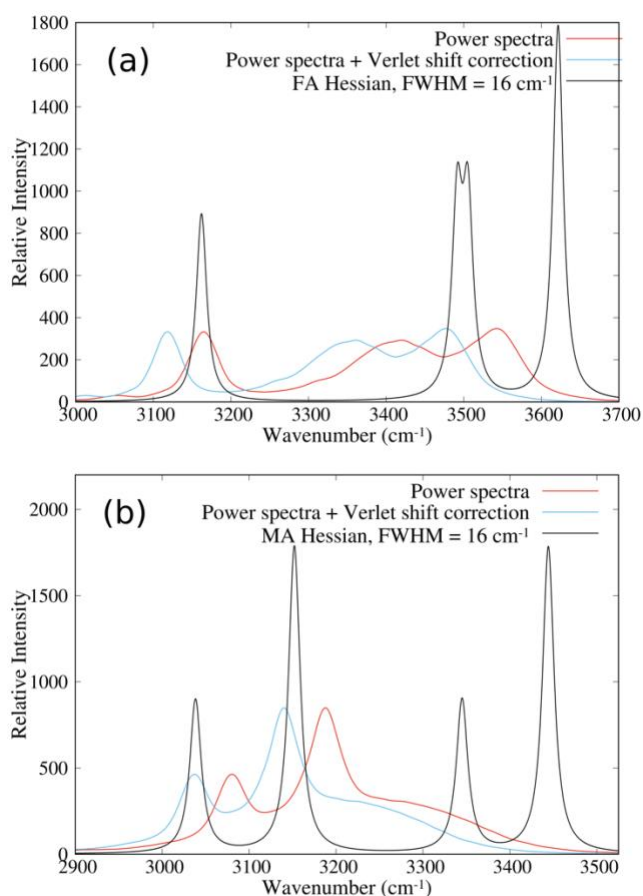 (a)
Power spectra
Power spectra + Verlet shift correction
FA Hessian, FWHM = 16 cm⁻¹
Relative Intensity
1800
1600
1400
1200
1000
800
600
400
200
0
3000 3100 3200 3300 3400 3500 3600 3700
Wavenumber (cm⁻¹)
(b)
Power spectra
Power spectra + Verlet shift correction
MA Hessian, FWHM = 16 cm⁻¹
Relative Intensity
2000
1500
1000
500
0
2900 3000 3100 3200 3300 3400 3500
Wavenumber (cm⁻¹)